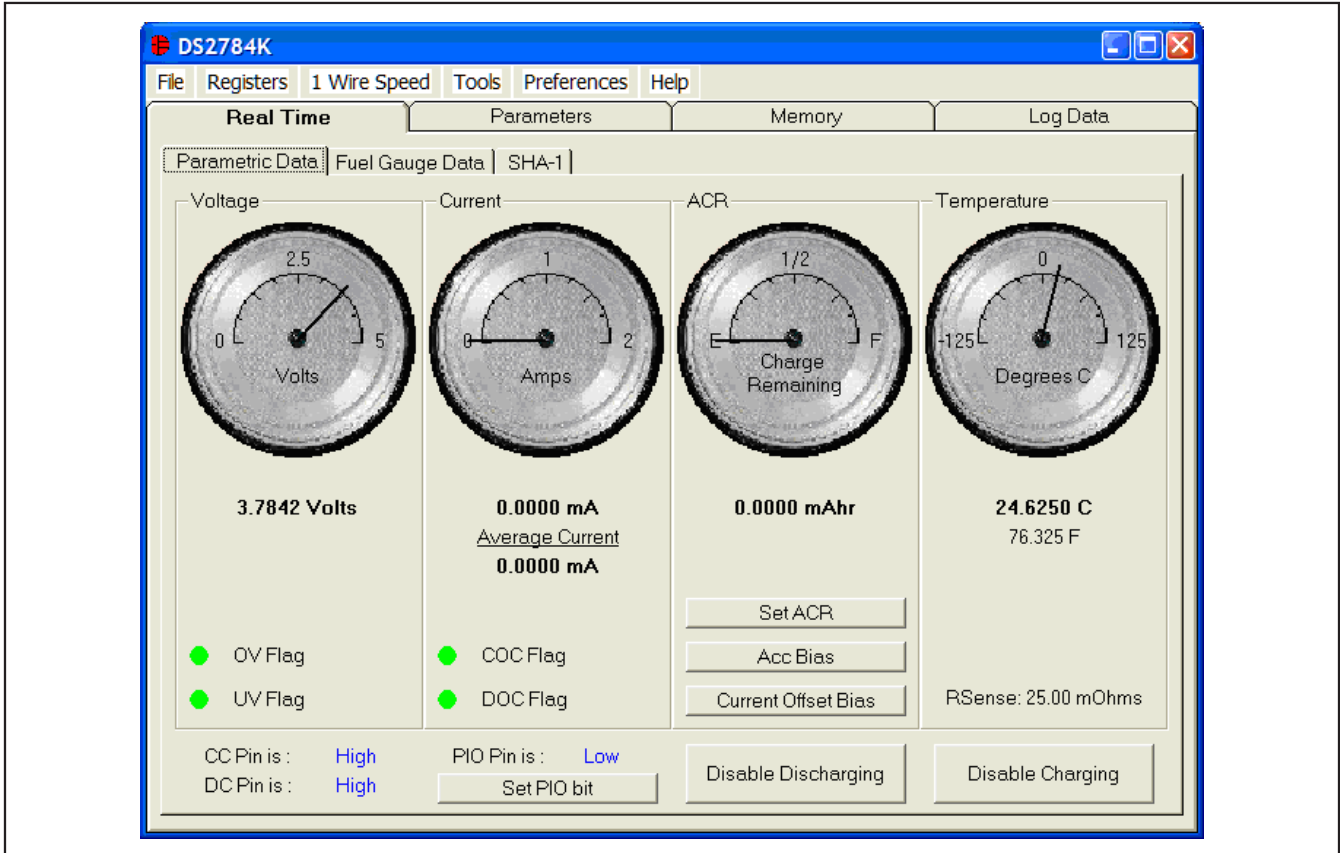 DS2784K
File Registers 1 Wire Speed Tools Preferences Help
Real Time Parameters Memory Log Data
Parametric Data Fuel Gauge Data SHA-1
Voltage
2.5
0 5
Volts
3.7842 Volts
OV Flag
UV Flag
Current
1
0 2
Amps
0.0000 mA
Average Current
0.0000 mA
COC Flag
DOC Flag
ACR
1/2
E F
Charge
Remaining
0.0000 mAhr
Set ACR
Acc Bias
Current Offset Bias
Temperature
0
-125 125
Degrees C
24.6250 C
76.325 F
RSense: 25.00 mOhms
CC Pin is : High
DC Pin is : High
PIO Pin is : Low
Set PIO bit
Disable Discharging
Disable Charging